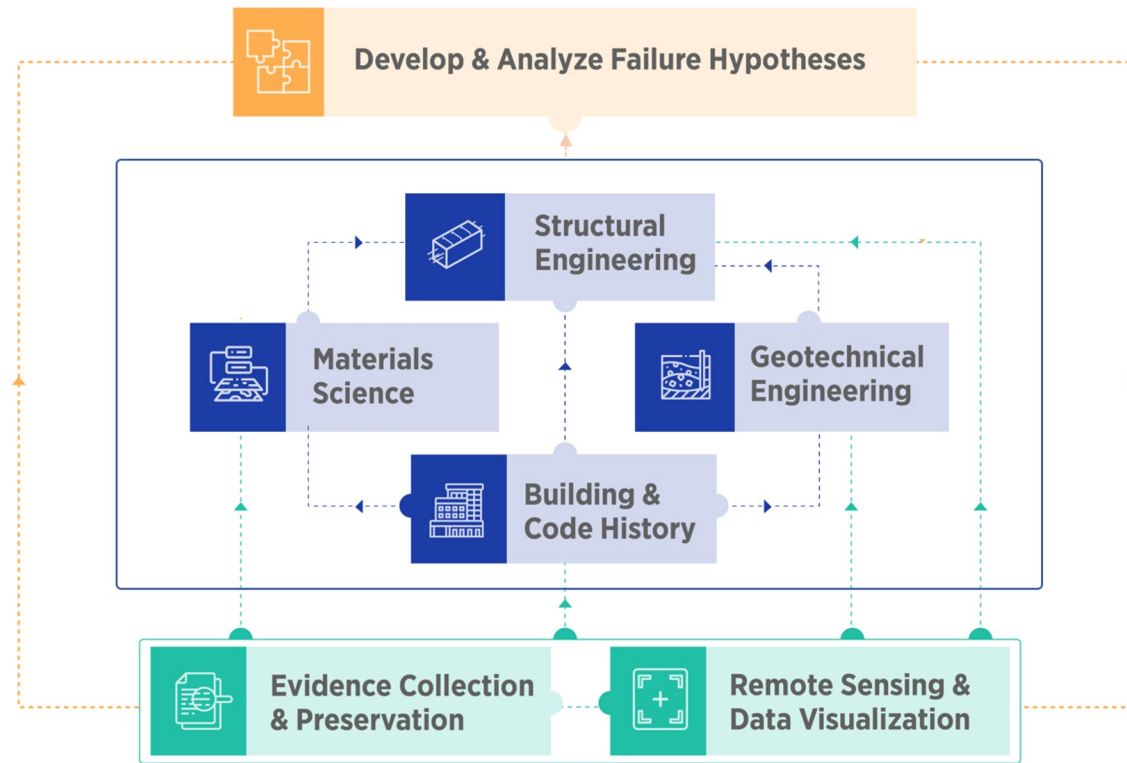 Develop & Analyze Failure Hypotheses
Structural
Engineering
Materials
Science
Geotechnical
Engineering
Building &
Code History
Evidence Collection
& Preservation
Remote Sensing &
Data Visualization